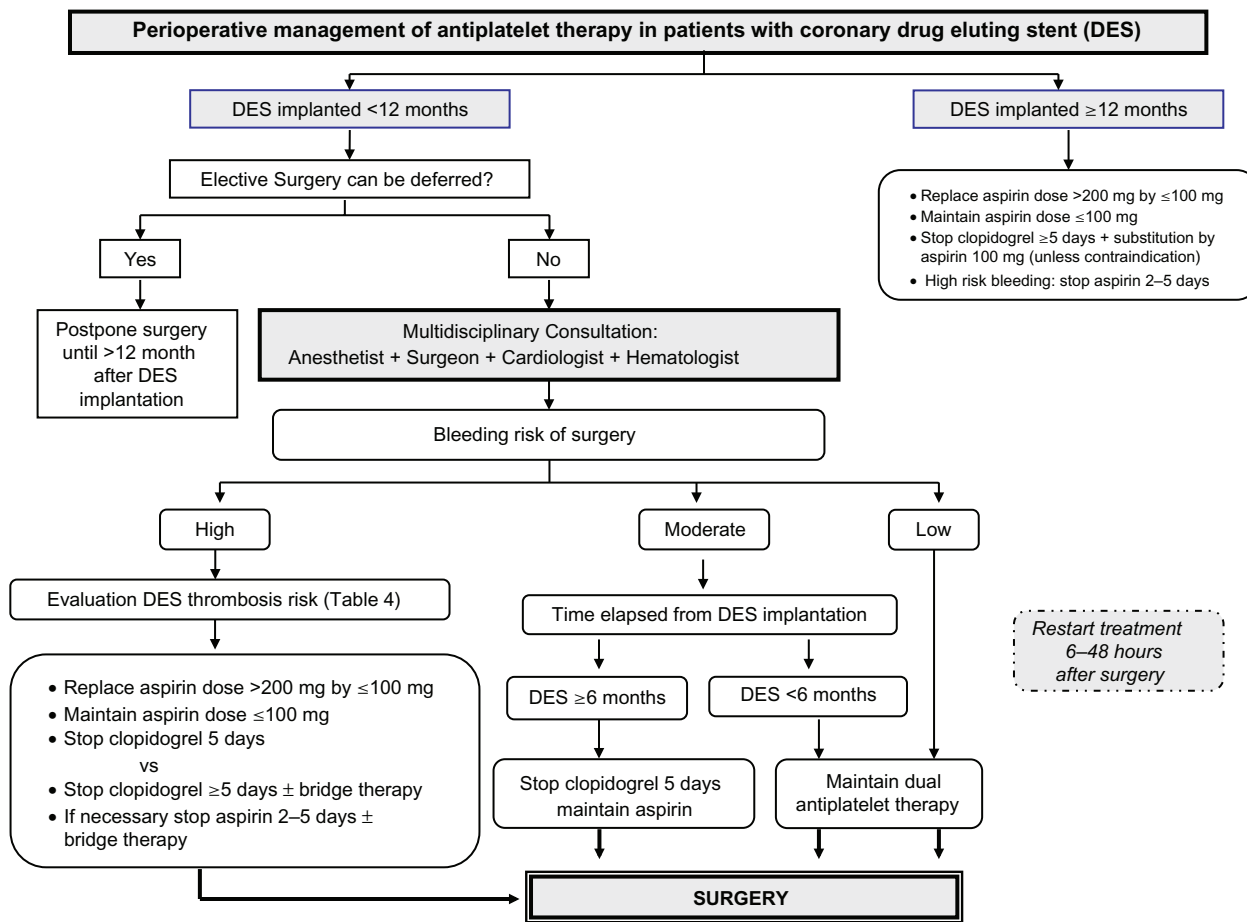 Perioperative management of antiplatelet therapy in patients with coronary drug eluting stent (DES)
DES implanted <12 months
DES implanted ≥12 months
Elective Surgery can be deferred?
• Replace aspirin dose >200 mg by ≤100 mg
• Maintain aspirin dose ≤100 mg
• Stop clopidogrel ≥5 days + substitution by
aspirin 100 mg (unless contraindication)
• High risk bleeding: stop aspirin 2–5 days
Yes
No
Postpone surgery
until >12 month
after DES
implantation
Multidisciplinary Consultation:
Anesthetist + Surgeon + Cardiologist + Hematologist
Bleeding risk of surgery
High
Moderate
Low
Evaluation DES thrombosis risk (Table 4)
Time elapsed from DES implantation
Restart treatment
6–48 hours
after surgery
• Replace aspirin dose >200 mg by ≤100 mg
• Maintain aspirin dose ≤100 mg
• Stop clopidogrel 5 days
vs
• Stop clopidogrel ≥5 days ± bridge therapy
• If necessary stop aspirin 2–5 days ±
bridge therapy
DES ≥6 months
DES <6 months
Stop clopidogrel 5 days
maintain aspirin
Maintain dual
antiplatelet therapy
SURGERY